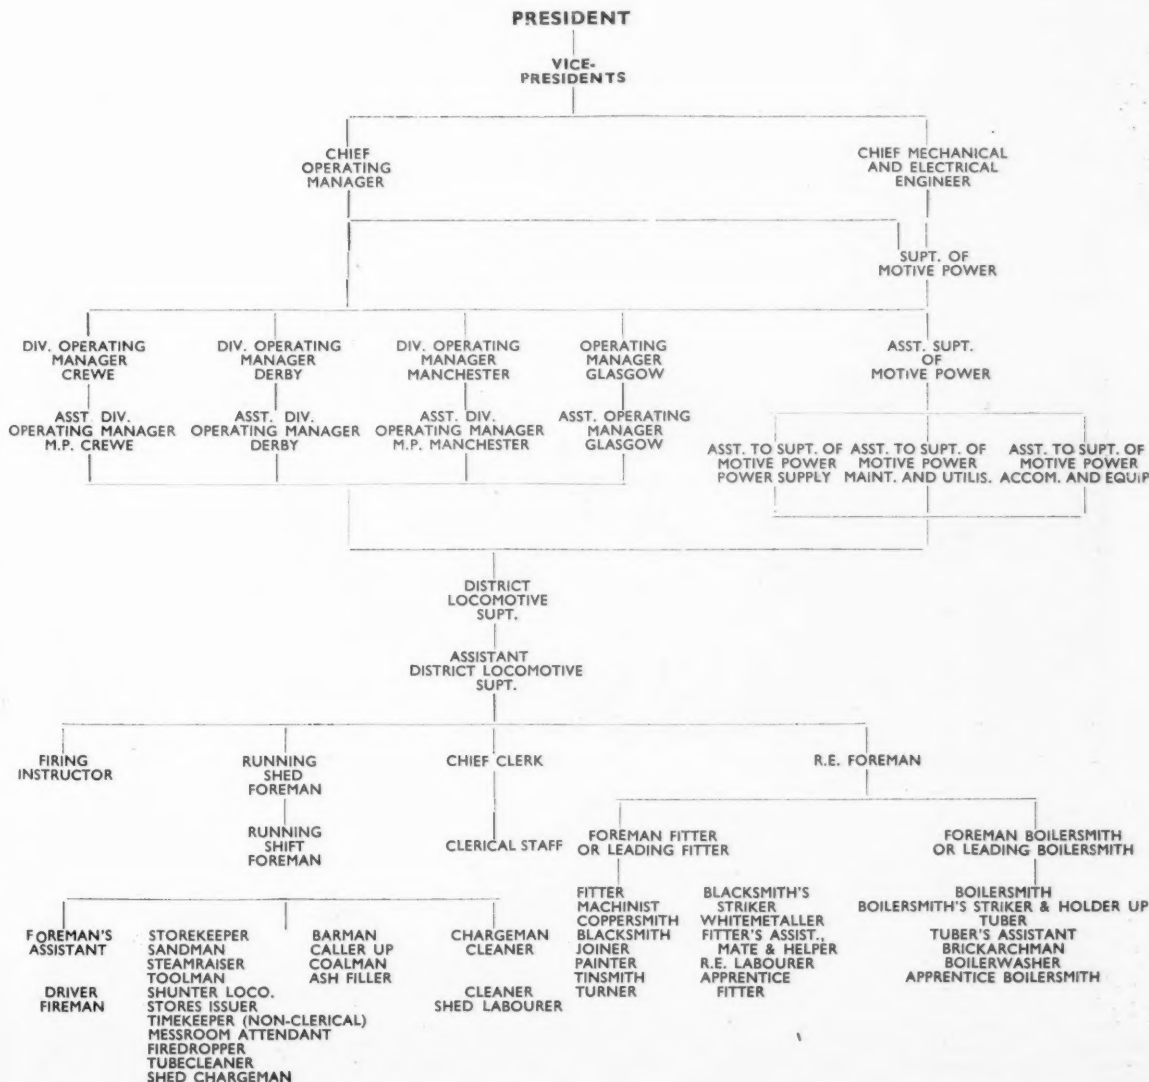 PRESIDENT
VICE-
PRESIDENTS
CHIEF
OPERATING
MANAGER
CHIEF MECHANICAL
AND ELECTRICAL
ENGINEER
SUPT. OF
MOTIVE POWER
DIV. OPERATING
MANAGER
CREWE
DIV. OPERATING
MANAGER
DERBY
DIV. OPERATING
MANAGER
MANCHESTER
OPERATING
MANAGER
GLASGOW
ASST. SUPT.
OF
MOTIVE POWER
ASST. DIV.
OPERATING MANAGER
M.P. CREWE
ASST. DIV.
OPERATING MANAGER
DERBY
ASST. DIV.
OPERATING MANAGER
M.P. MANCHESTER
ASST. OPERATING
MANAGER
GLASGOW
ASST. TO SUPT. OF
MOTIVE POWER
POWER SUPPLY
ASST. TO SUPT. OF
MOTIVE POWER
MAINT. AND UTILIS.
ASST. TO SUPT. OF
MOTIVE POWER
ACCOM. AND EQUIP
DISTRICT
LOCOMOTIVE
SUPT.
ASSISTANT
DISTRICT LOCOMOTIVE
SUPT.
FIRING
INSTRUCTOR
RUNNING
SHED
FOREMAN
CHIEF CLERK
R.E. FOREMAN
RUNNING
SHIFT
FOREMAN
CLERICAL STAFF
FOREMAN FITTER
OR LEADING FITTER
FOREMAN BOILERSMITH
OR LEADING BOILERSMITH
FOREMAN'S
ASSISTANT
DRIVER
FIREMAN
STOREKEEPER
SANDMAN
STEAMRAISER
TOOLMAN
SHUNTER LOCO.
STORES ISSUER
TIMEKEEPER (NON-CLERICAL)
MESSROOM ATTENDANT
FIREDROPPER
TUBECLEANER
SHED CHARGEMAN
BARMAN
CALLER UP
COALMAN
ASH FILLER
CHARGEMAN
CLEANER
CLEANER
SHED LABOURER
FITTER
MACHINIST
COPPERSMITH
BLACKSMITH
JOINER
PAINTER
TINSMITH
TURNER
BLACKSMITH'S
STRIKER
WHITEMETALLER
FITTER'S ASSIST.,
MATE & HELPER
R.E. LABOURER
APPRENTICE
FITTER
BOILERSMITH
BOILERSMITH'S STRIKER & HOLDER UP
TUBER
TUBER'S ASSISTANT
BRICKARCHMAN
BOILERWASHER
APPRENTICE BOILERSMITH